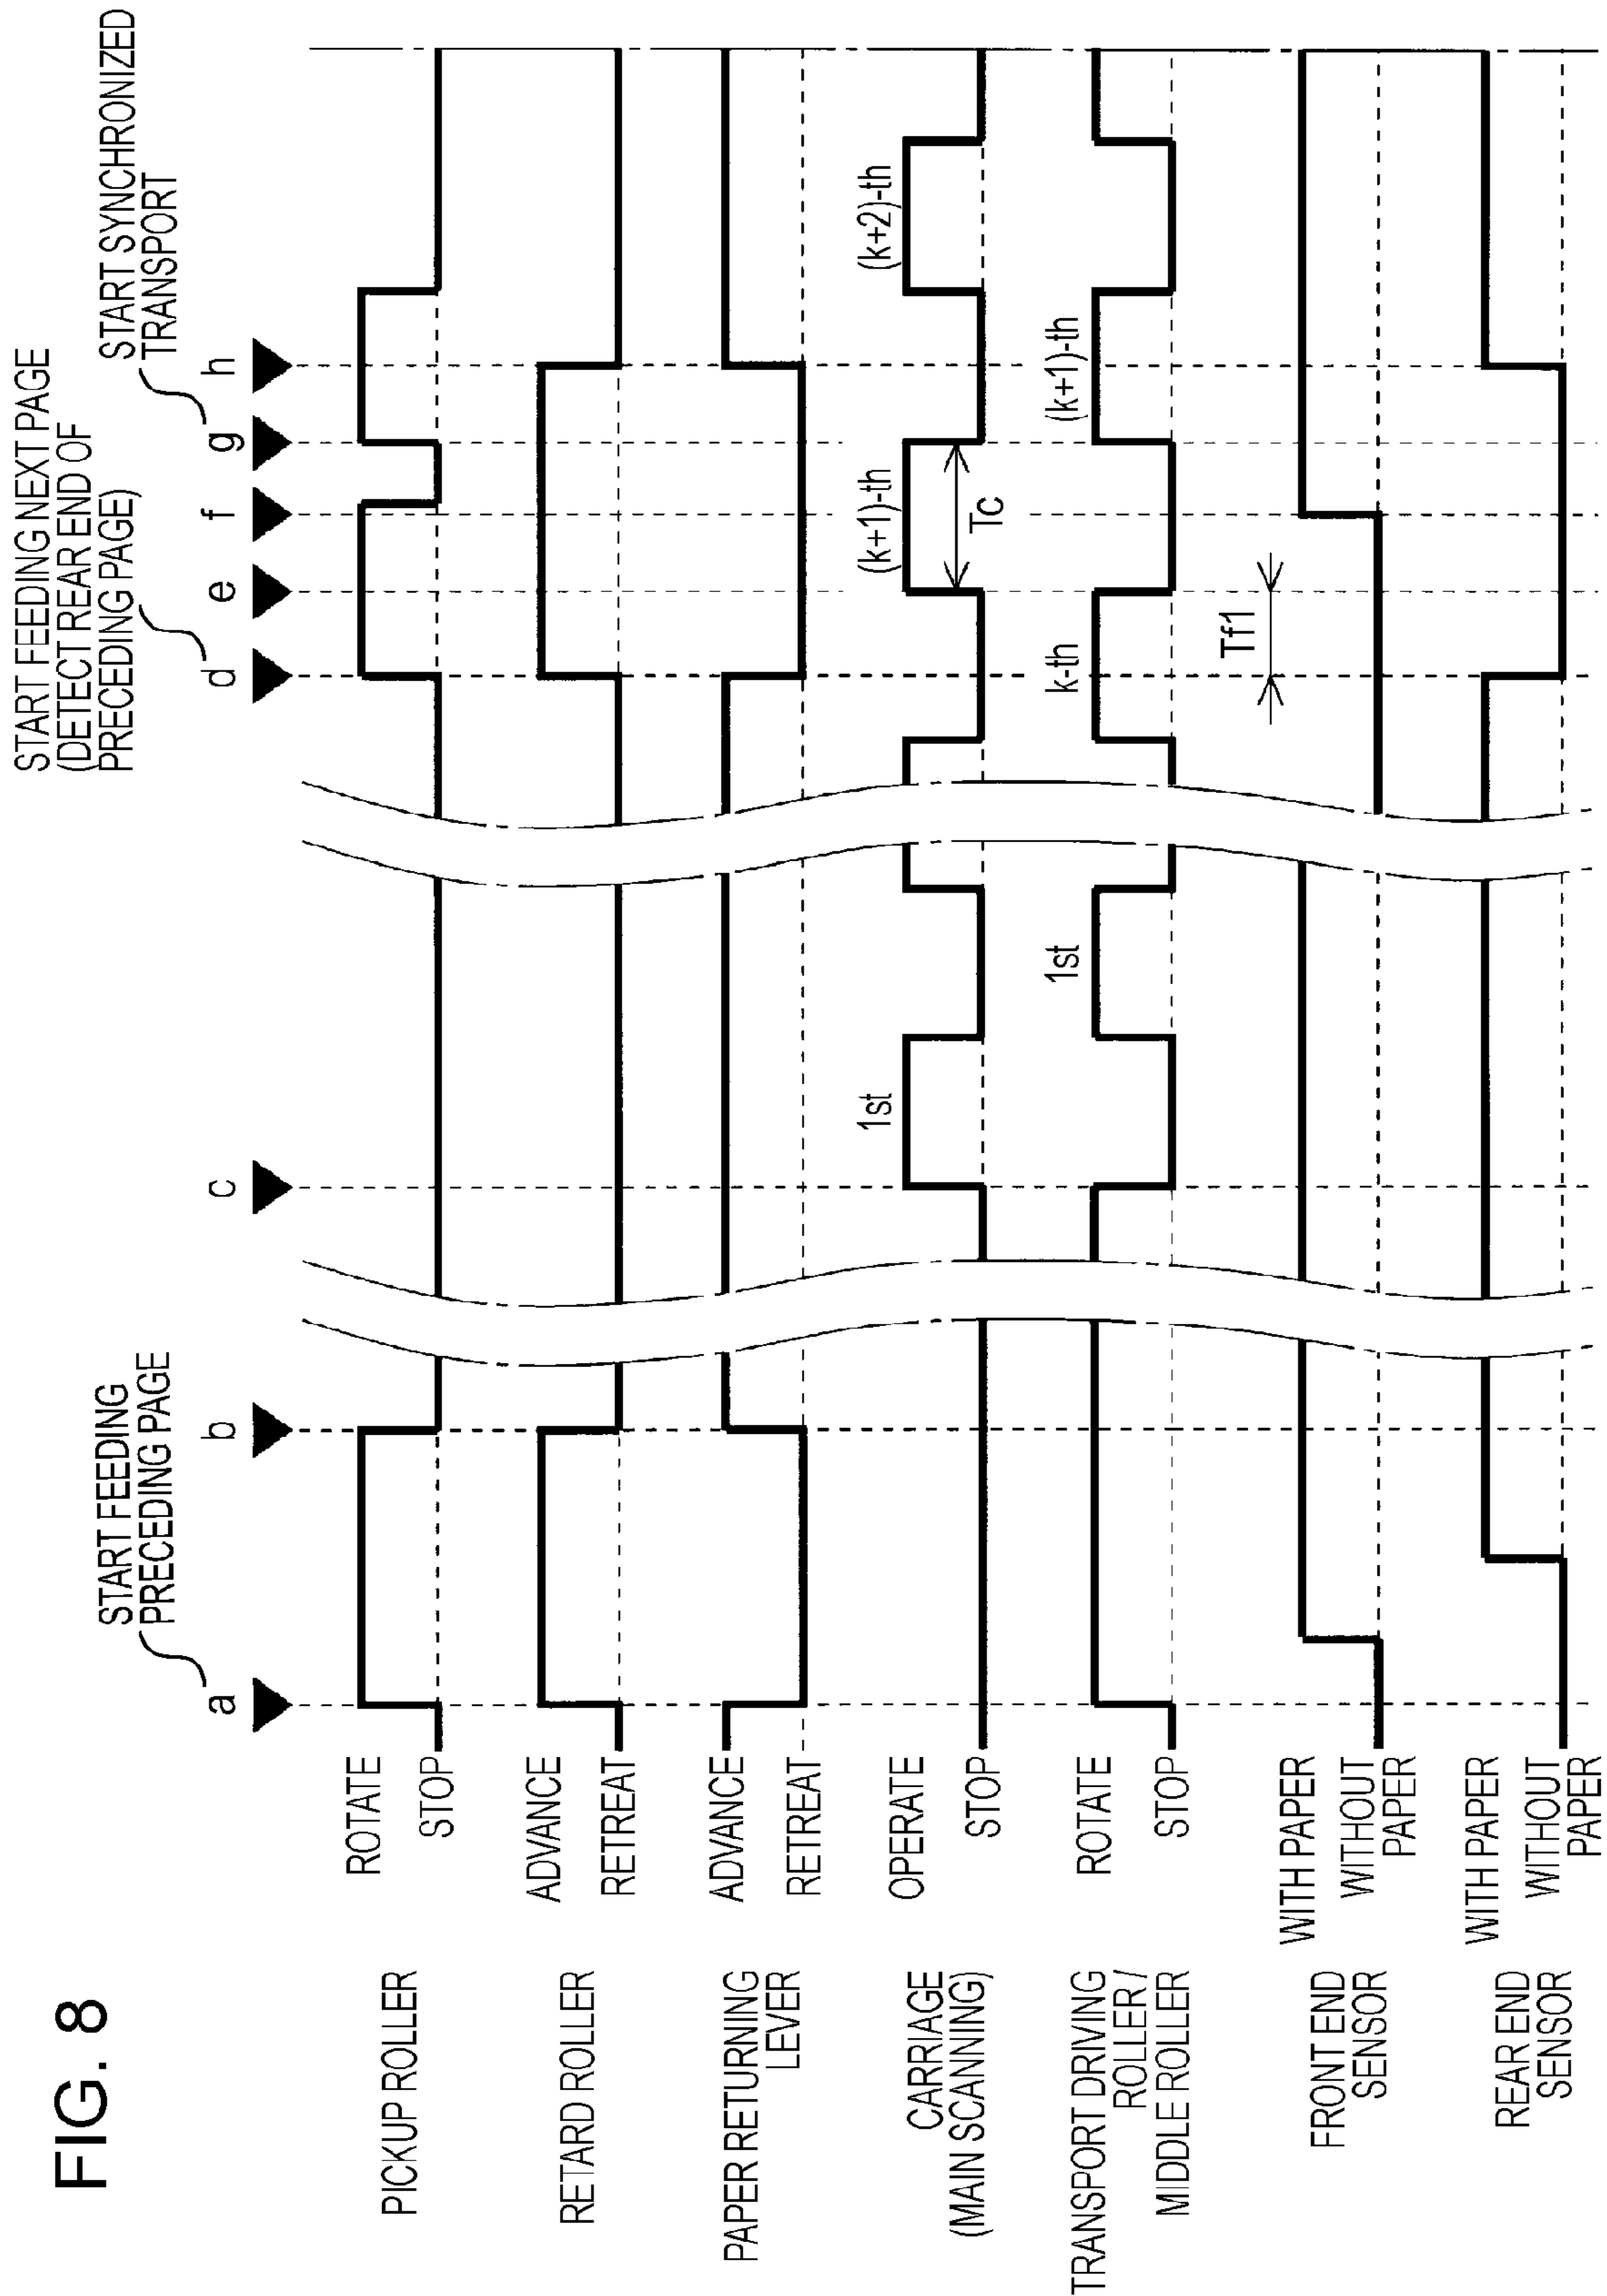 FIG. 8
START FEEDING
PRECEDING PAGE
START FEEDING NEXT PAGE
(DETECT REAR END OF
PRECEDING PAGE)
START SYNCHRONIZED
TRANSPORT
a
b
c
d
e
f
g
h
PICKUP ROLLER
ROTATE
STOP
RETARD ROLLER
ADVANCE
RETREAT
PAPER RETURNING
LEVER
ADVANCE
RETREAT
CARRIAGE
(MAIN SCANNING)
OPERATE
STOP
1st
(k+1)-th
(k+2)-th
Tc
TRANSPORT DRIVING
ROLLER /
MIDDLE ROLLER
ROTATE
STOP
1st
k-th
(k+1)-th
Tf1
FRONT END
SENSOR
WITH PAPER
WITHOUT
PAPER
REAR END
SENSOR
WITH PAPER
WITHOUT
PAPER